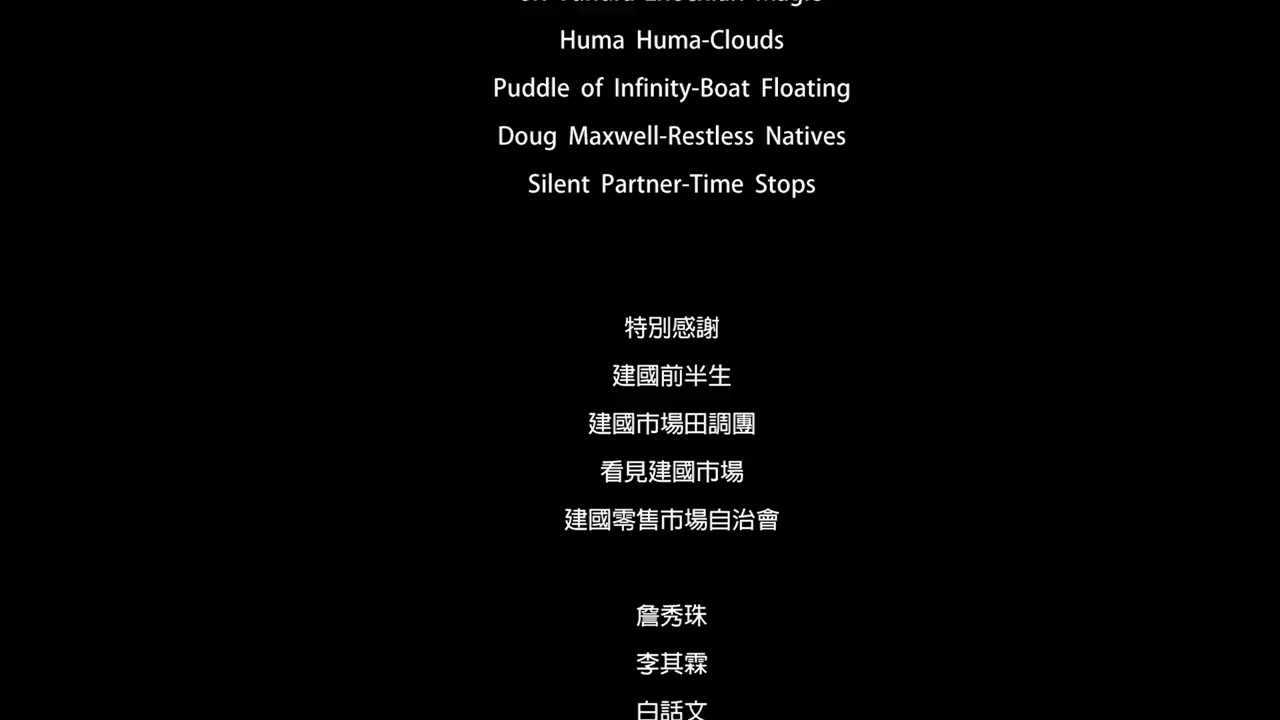 Huma Huma-Clouds
Puddle of Infinity-Boat Floating
Doug Maxwell-Restless Natives
Silent Partner-Time Stops
特別感謝
建國前半生
建國市場田調團
看見建國市場
建國零售市場自治會
詹秀珠
李其霖
白話文